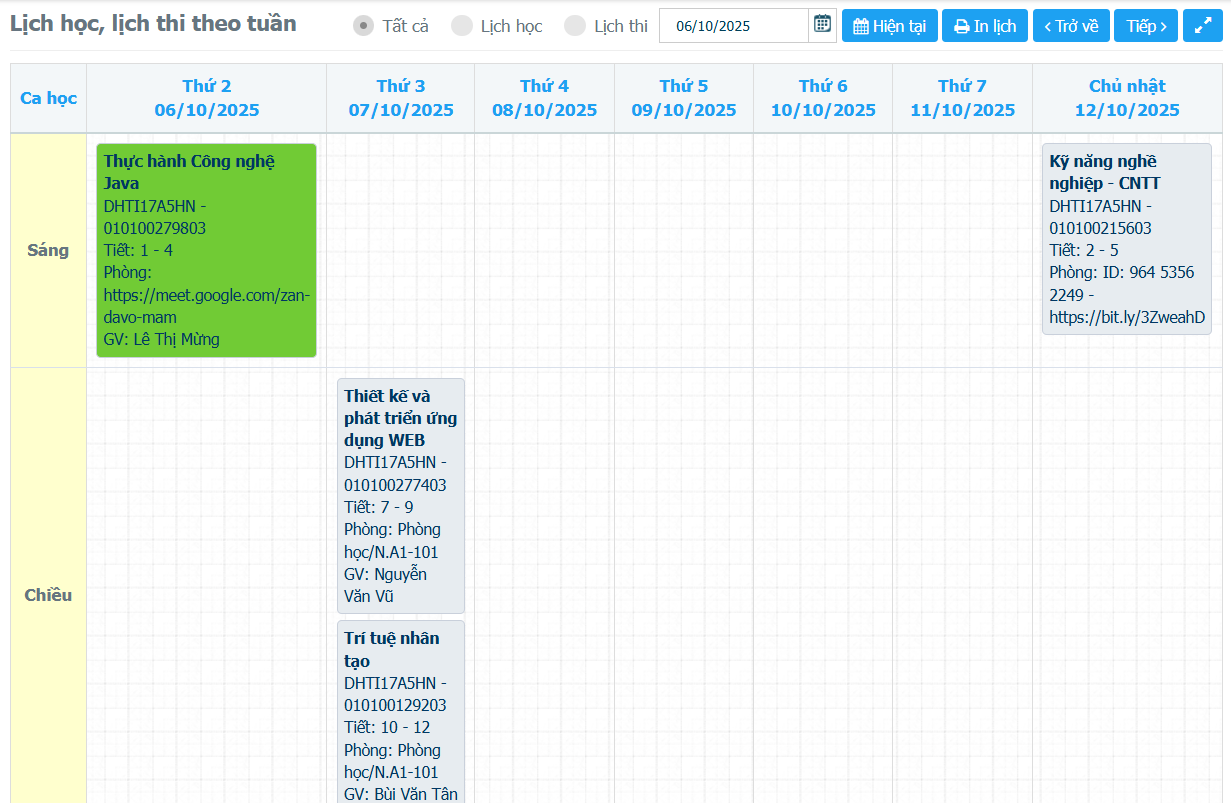 Lịch học, lịch thi theo tuần
Tất cả
Lịch học
Lịch thi
06/10/2025
Hiện tại
In lịch
Trở về
Tiếp
Ca học
Thứ 2
06/10/2025
Thứ 3
07/10/2025
Thứ 4
08/10/2025
Thứ 5
09/10/2025
Thứ 6
10/10/2025
Thứ 7
11/10/2025
Chủ nhật
12/10/2025
Sáng
Thực hành Công nghệ
Java
DHTI17A5HN -
010100279803
Tiết: 1 - 4
Phòng:
https://meet.google.com/zan-
davo-mam
GV: Lê Thị Mừng
Kỹ năng nghề
nghiệp - CNTT
DHTI17A5HN -
010100215603
Tiết: 2 - 5
Phòng: ID: 964 5356
2249 -
https://bit.ly/3ZweahD
Chiều
Thiết kế và
phát triển ứng
dụng WEB
DHTI17A5HN -
010100277403
Tiết: 7 - 9
Phòng: Phòng
học/N.A1-101
GV: Nguyễn
Văn Vũ
Trí tuệ nhân
tạo
DHTI17A5HN -
010100129203
Tiết: 10 - 12
Phòng: Phòng
học/N.A1-101
GV: Bùi Văn Tân